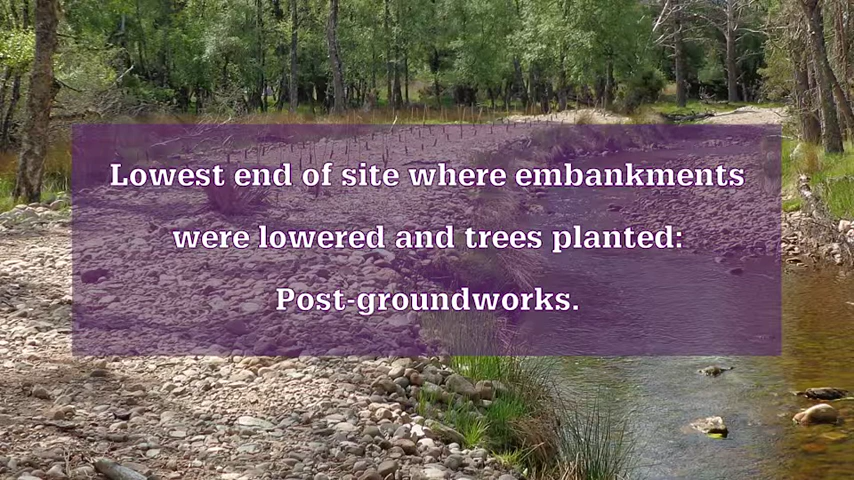 Lowest end of site where embankments
were lowered and trees planted:
Post-groundworks.